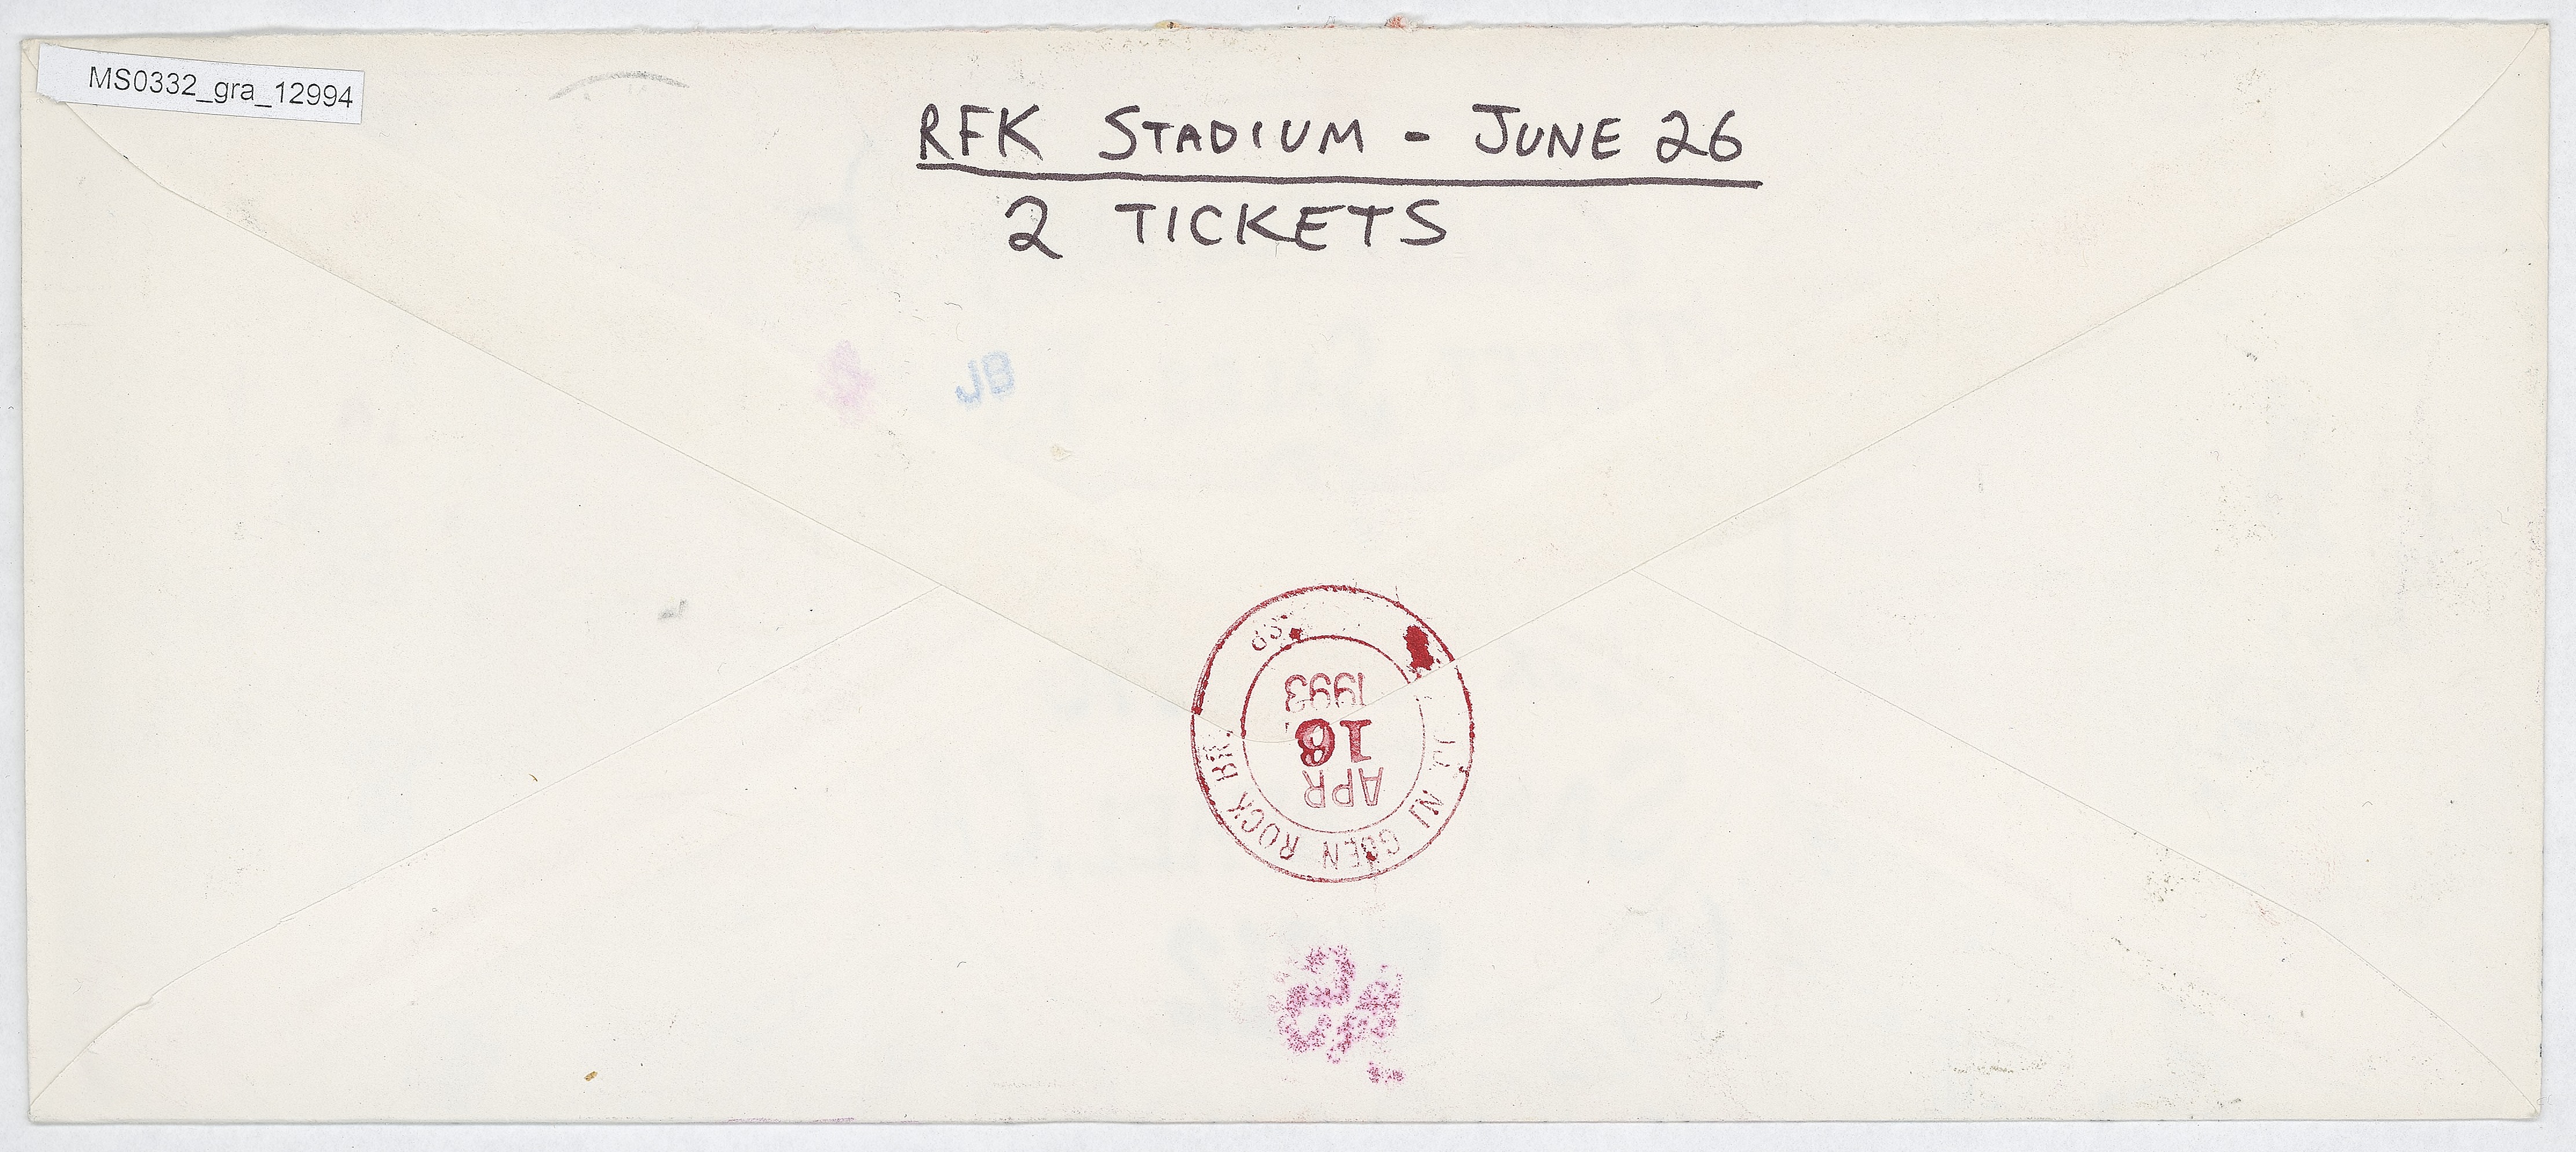 MS0332_gra_12994
RFK STADIUM - JUNE 26
2 TICKETS
JB
NJ GLEN ROCK BR.
APR
16
1993